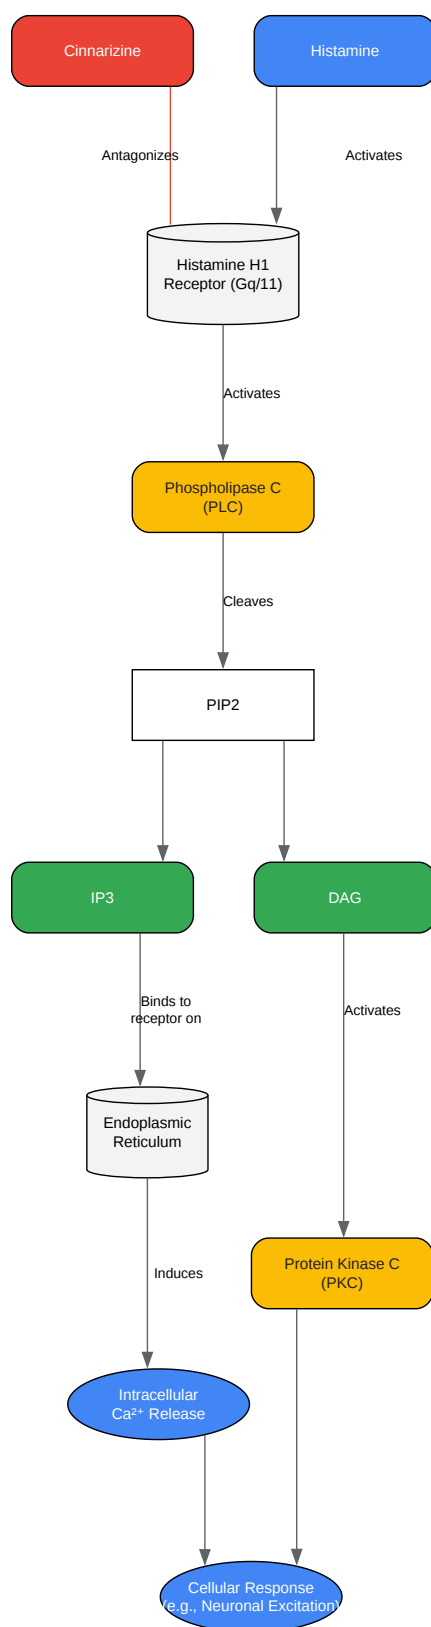 Cinnarizine
Histamine
Antagonizes
Activates
Histamine H1
Receptor (Gq/11)
Activates
Phospholipase C
(PLC)
Cleaves
PIP2
IP3
DAG
Binds to
receptor on
Activates
Endoplasmic
Reticulum
Protein Kinase C
(PKC)
Induces
Intracellular
Ca²⁺ Release
Cellular Response
(e.g., Neuronal Excitation)